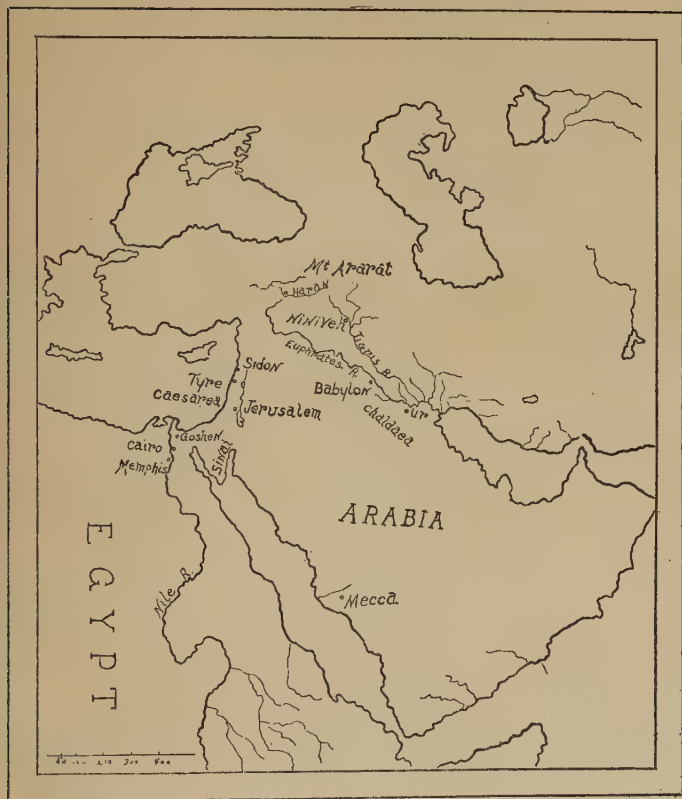 Mt Ararat
Haran
NiNiveh
Tigris R.
Euphrates R.
Sidon
Tyre
Caesarea
Babylon
Chaldaea
ur
Jerusalem
Goshen
Cairo
Memphis
Sinai
ARABIA
EGYPT
Nile R.
Mecca